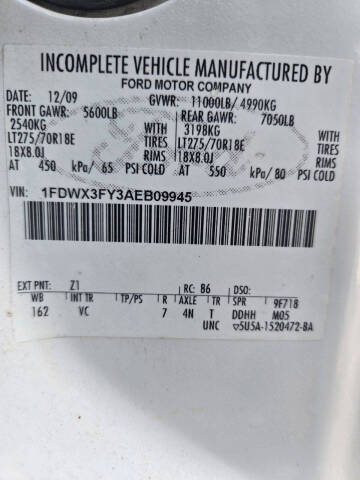 INCOMPLETE VEHICLE MANUFACTURED BY
FORD MOTOR COMPANY
DATE: 12/09 GVWR: 11000LB/ 4990KG
FRONT GAWR: 5600LB REAR GAWR: 7050LB
2540KG WITH 3198KG WITH
LT275/70R18E TIRES LT275/70R18E TIRES
18X8.0J RIMS 18X8.0J RIMS
AT 450 kPa/ 65 PSI COLD AT 550 kPa/ 80 PSI COLD
VIN: 1FDWX3FY3AEB09945
EXT PNT: Z1 RC: 86 DSO:
WB INT TR TP/PS R AXLE TR SPR 9F718
162 VC 7 4N T DDHH M05
UNC 5U5A-1520472-BA